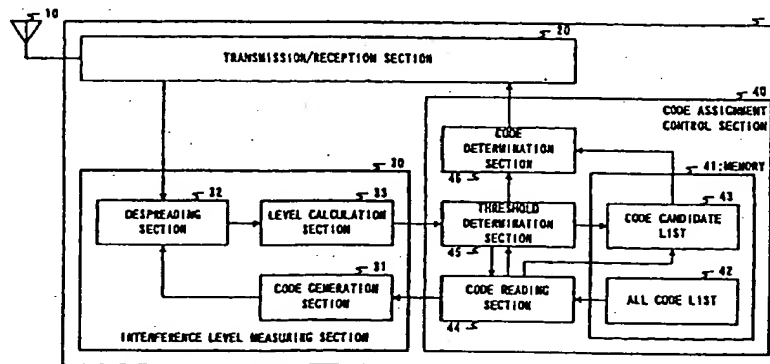 10
20
TRANSMISSION/RECEPTION SECTION
40
CODE ASSIGNMENT
CONTROL SECTION
CODE
DETERMINATION
SECTION
46
41:MEMORY
30
32
DESPREADING
SECTION
33
LEVEL CALCULATION
SECTION
THRESHOLD
DETERMINATION
SECTION
45
43
CODE CANDIDATE
LIST
31
CODE GENERATION
SECTION
CODE READING
SECTION
44
42
ALL CODE LIST
INTERFERENCE LEVEL MEASURING SECTION